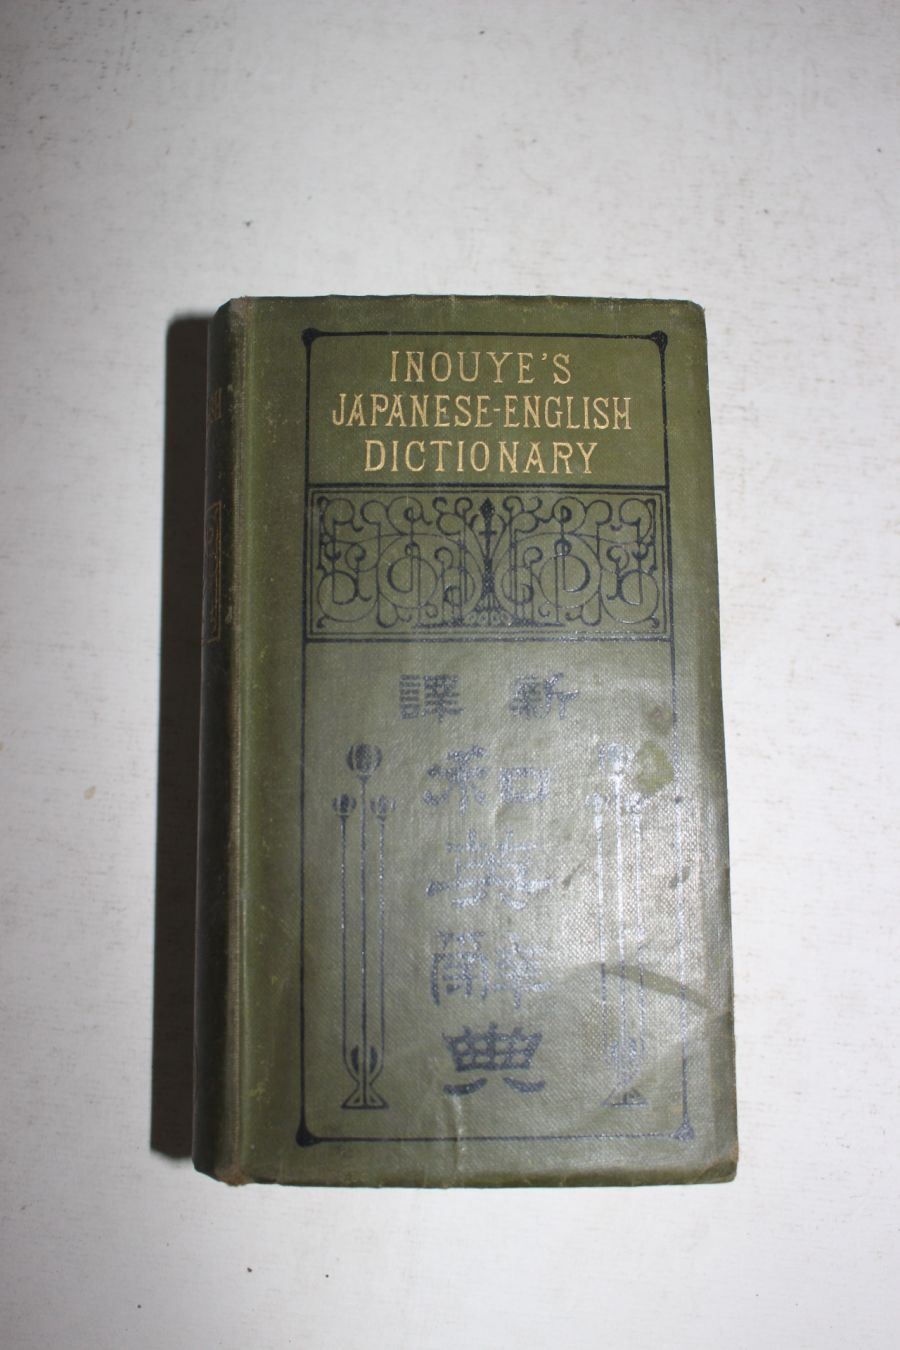 INOUYE'S
JAPANESE-ENGLISH
DICTIONARY
新譯
和英
辭典